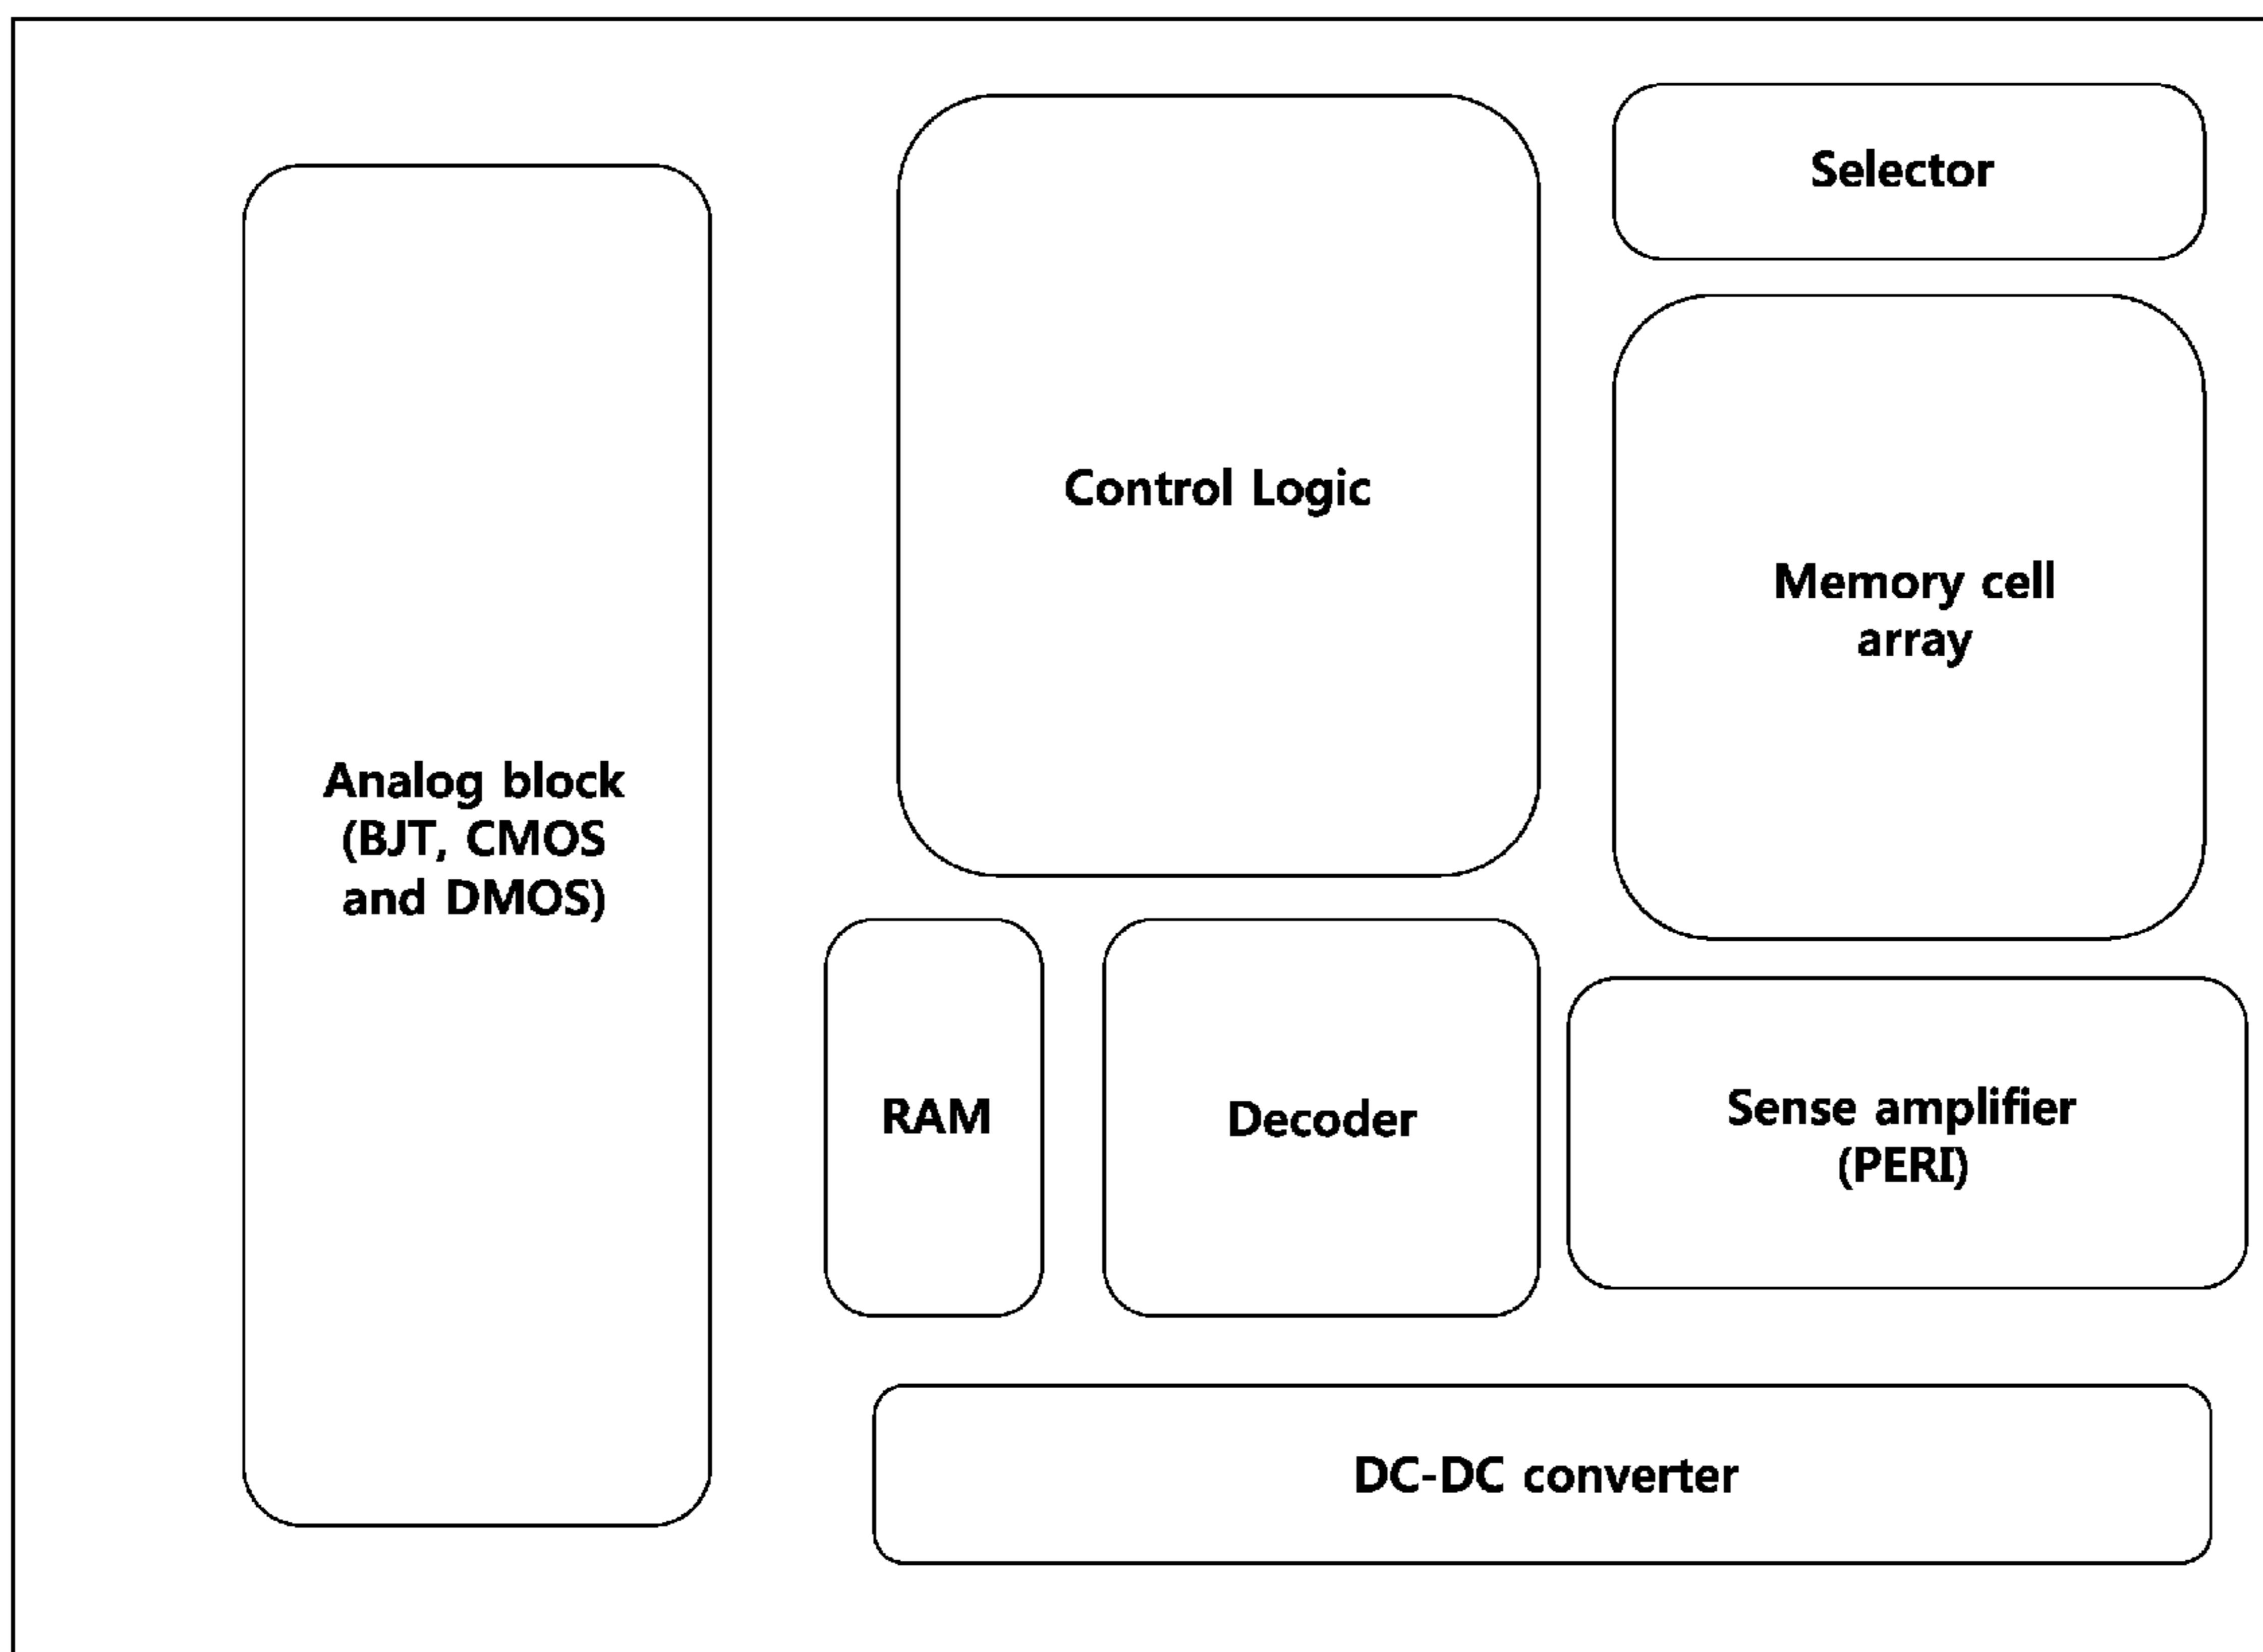 Selector
Control Logic
Memory cell
array
Analog block
(BJT, CMOS
and DMOS)
RAM
Decoder
Sense amplifier
(PERI)
DC-DC converter